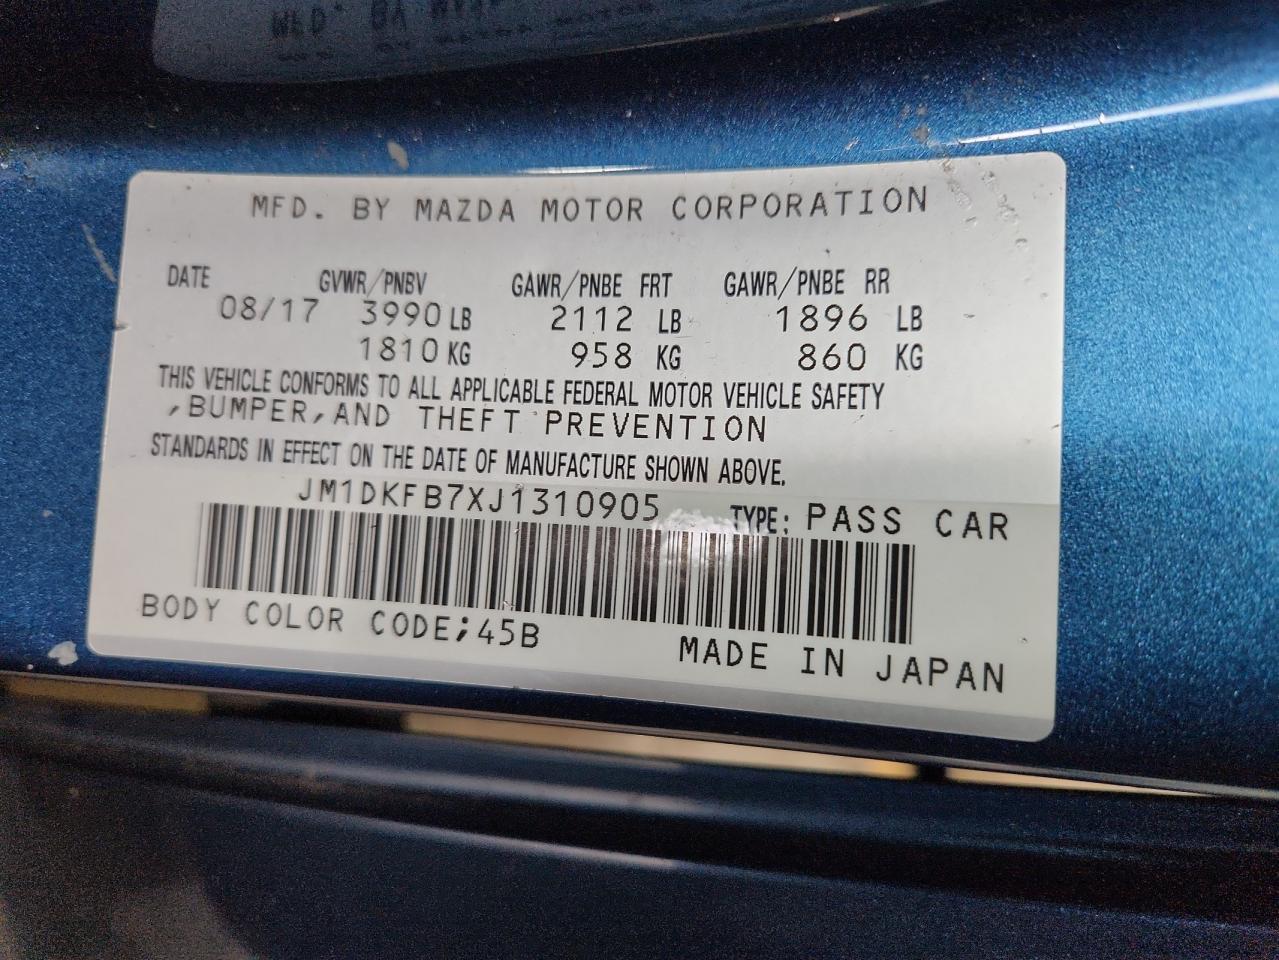 MFD. BY MAZDA MOTOR CORPORATION
DATE GVWR/PNBV GAWR/PNBE FRT GAWR/PNBE RR
08/17 3990 LB 2112 LB 1896 LB
1810 KG 958 KG 860 KG
THIS VEHICLE CONFORMS TO ALL APPLICABLE FEDERAL MOTOR VEHICLE SAFETY
,BUMPER,AND THEFT PREVENTION
STANDARDS IN EFFECT ON THE DATE OF MANUFACTURE SHOWN ABOVE.
JM1DKFB7XJ1310905 TYPE: PASS CAR
BODY COLOR CODE;45B MADE IN JAPAN